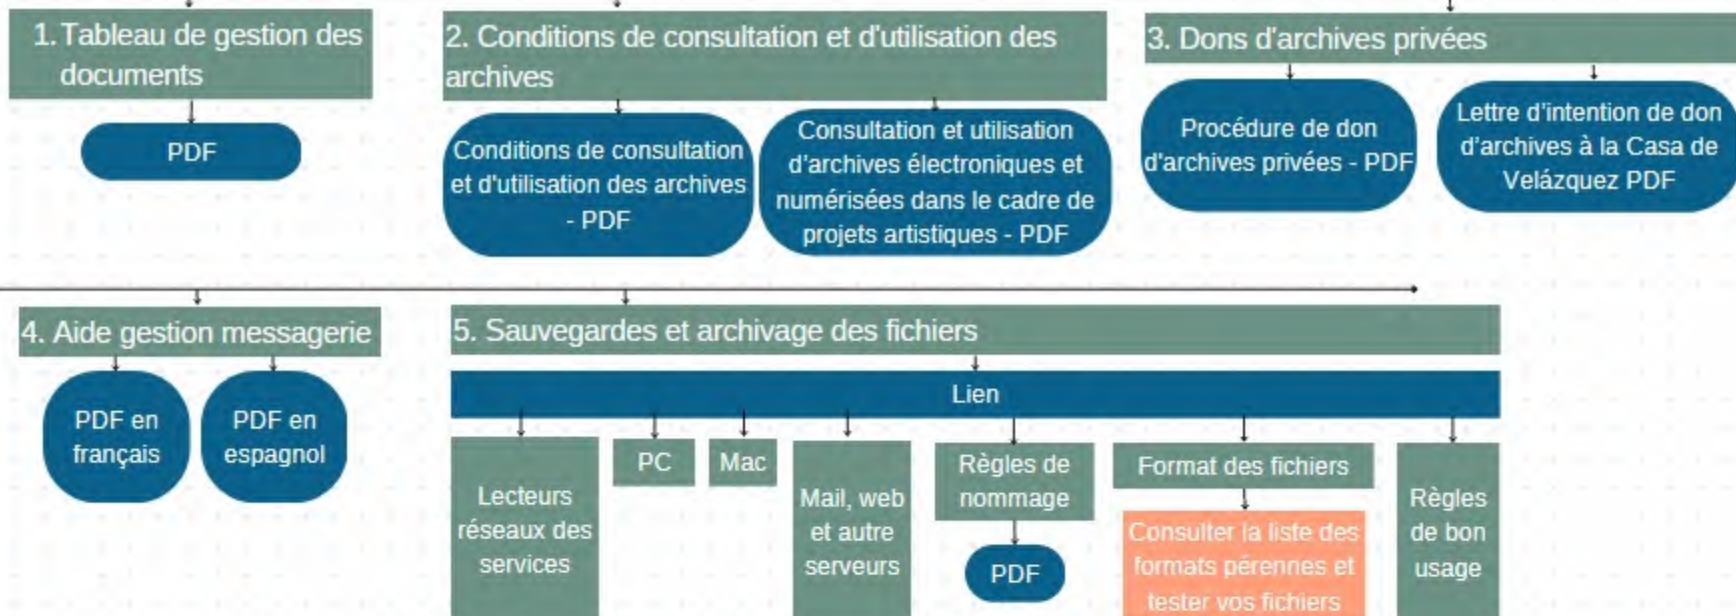 1. Tableau de gestion des
documents
PDF
2. Conditions de consultation et d'utilisation des
archives
Conditions de consultation
et d'utilisation des archives
- PDF
Consultation et utilisation
d'archives électroniques et
numérisées dans le cadre de
projets artistiques - PDF
3. Dons d'archives privées
Procédure de don
d'archives privées - PDF
Lettre d'intention de don
d'archives à la Casa de
Velázquez PDF
4. Aide gestion messagerie
PDF en
français
PDF en
espagnol
5. Sauvegardes et archivage des fichiers
Lien
Lecteurs
réseaux des
services
PC
Mac
Mail, web
et autre
serveurs
Règles de
nommage
PDF
Format des fichiers
Consulter la liste des
formats pérennes et
tester vos fichiers
Règles
de bon
usage